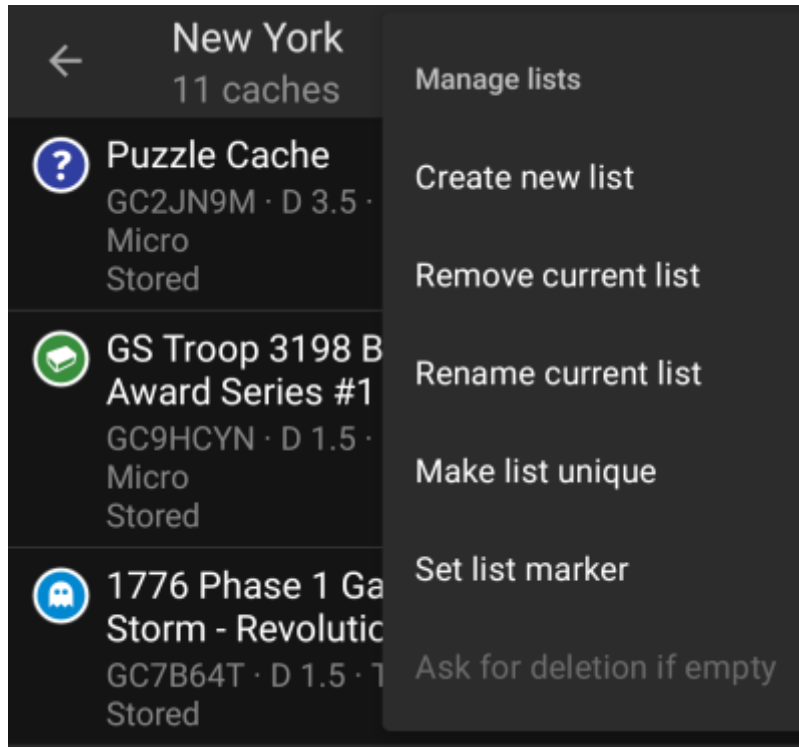 New York
11 caches
Puzzle Cache
GC2JN9M · D 3.5 ·
Micro
Stored
GS Troop 3198 B
Award Series #1
GC9HCYN · D 1.5 ·
Micro
Stored
1776 Phase 1 Ga
Storm - Revolutio
GC7B64T · D 1.5 · T
Stored
Manage lists
Create new list
Remove current list
Rename current list
Make list unique
Set list marker
Ask for deletion if empty